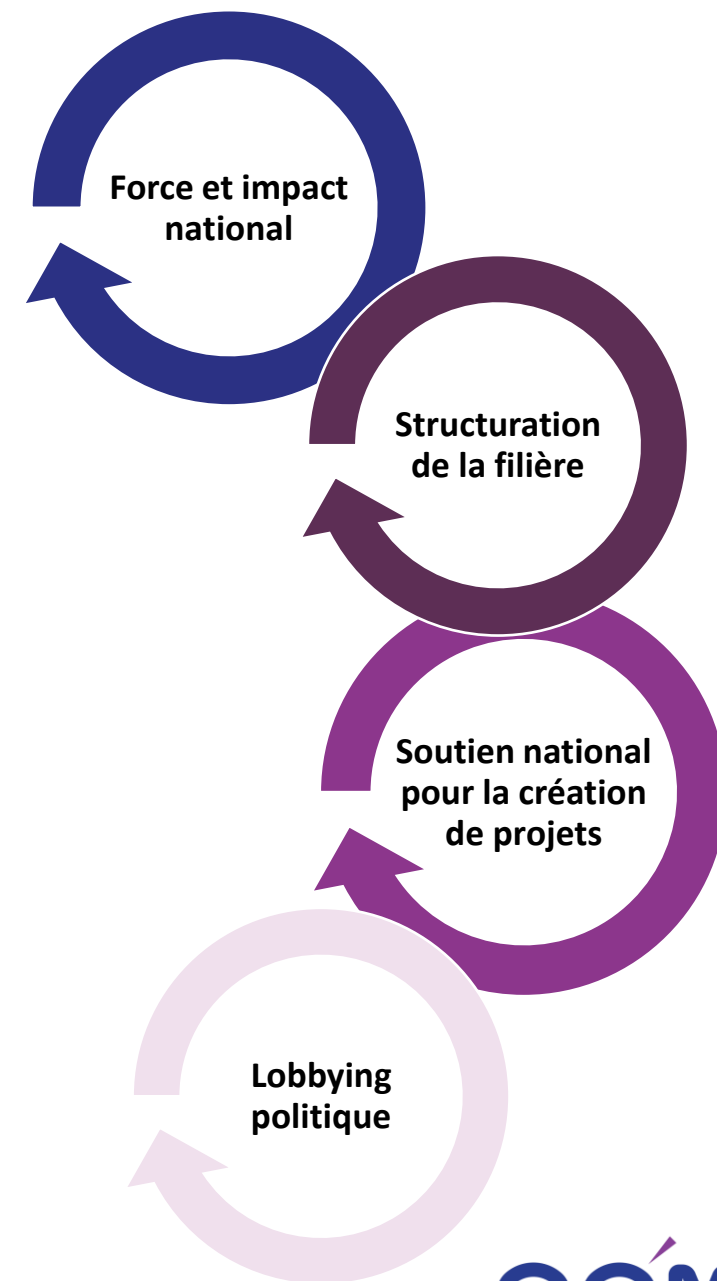 Force et impact
national
Structuration
de la filière
Soutien national
pour la création
de projets
Lobbying
politique